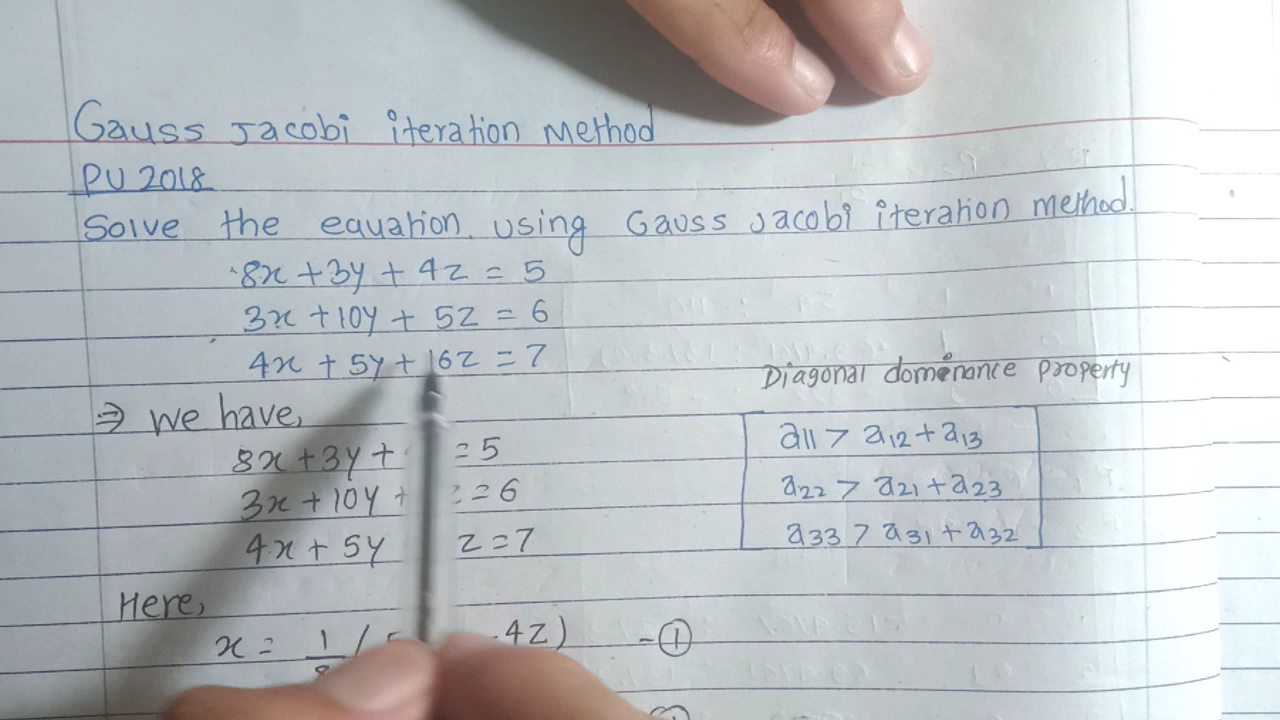 Gauss Jacobi iteration method
PU 2018
Solve the equation using Gauss Jacobi iteration method.
8x + 3y + 4z = 5
3x + 10y + 5z = 6
4x + 5y + 16z = 7
Diagonal dominance property
⇒ We have,
8x + 3y + = 5
3x + 10y + z = 6
4x + 5y z = 7
a11 > a12 + a13
a22 > a21 + a23
a33 > a31 + a32
Here,
x = 1/8 ( 4z) - ①